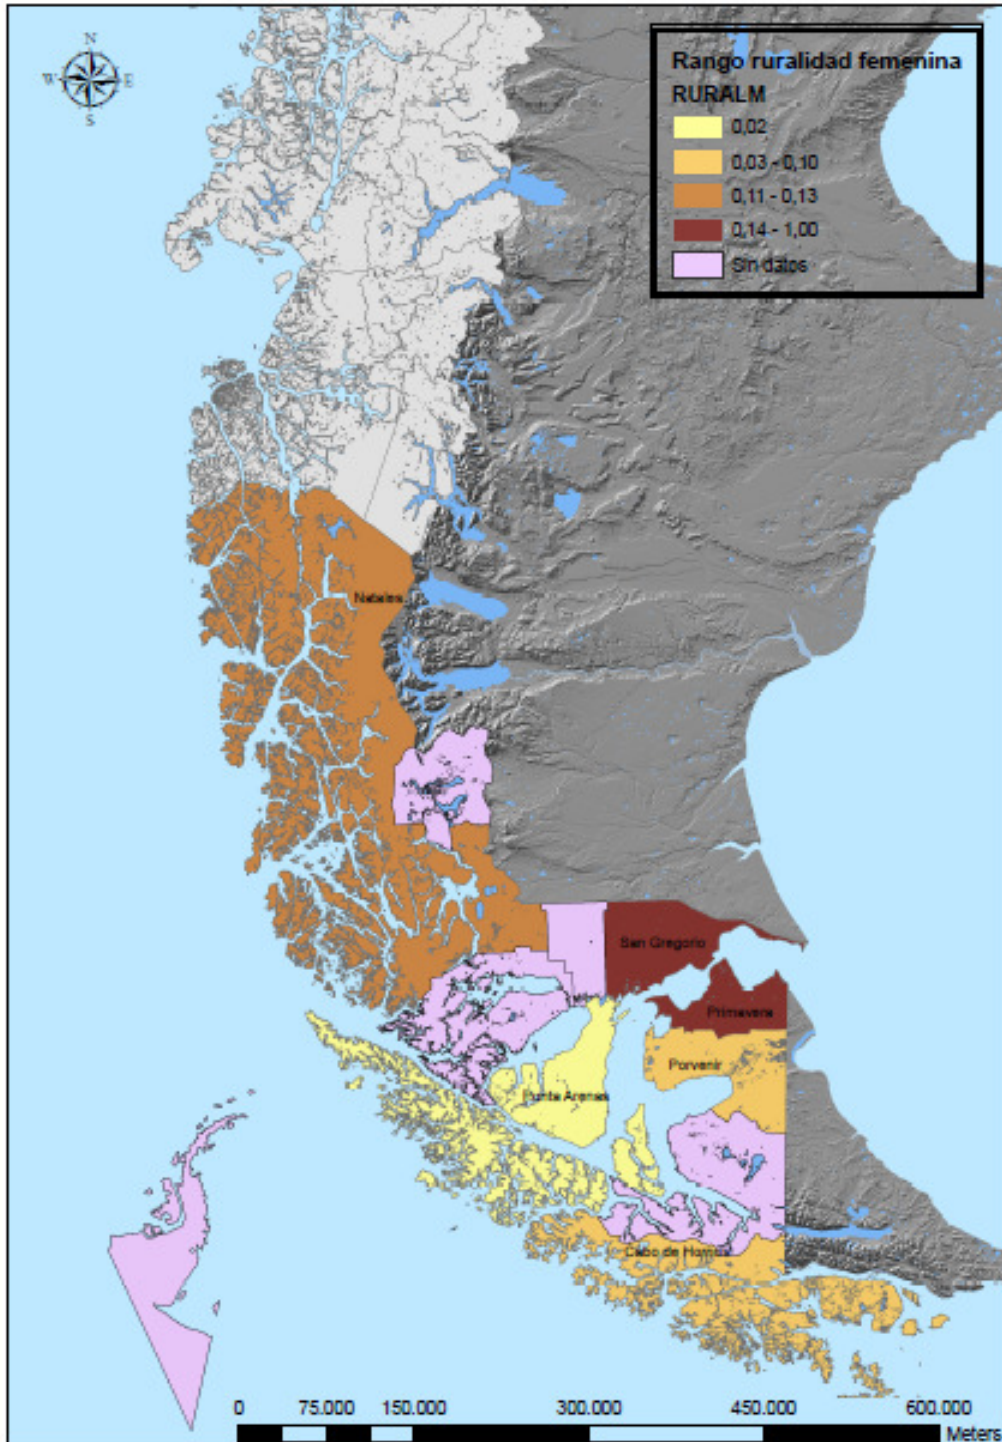 N
W E
S
Rango ruralidad femenina
RURALM
0,02
0,03 - 0,10
0,11 - 0,13
0,14 - 1,00
Sin datos
Natales
San Gregorio
Primavera
Porvenir
Punta Arenas
Cabo de Hornos
0 75.000 150.000 300.000 450.000 600.000
Meters